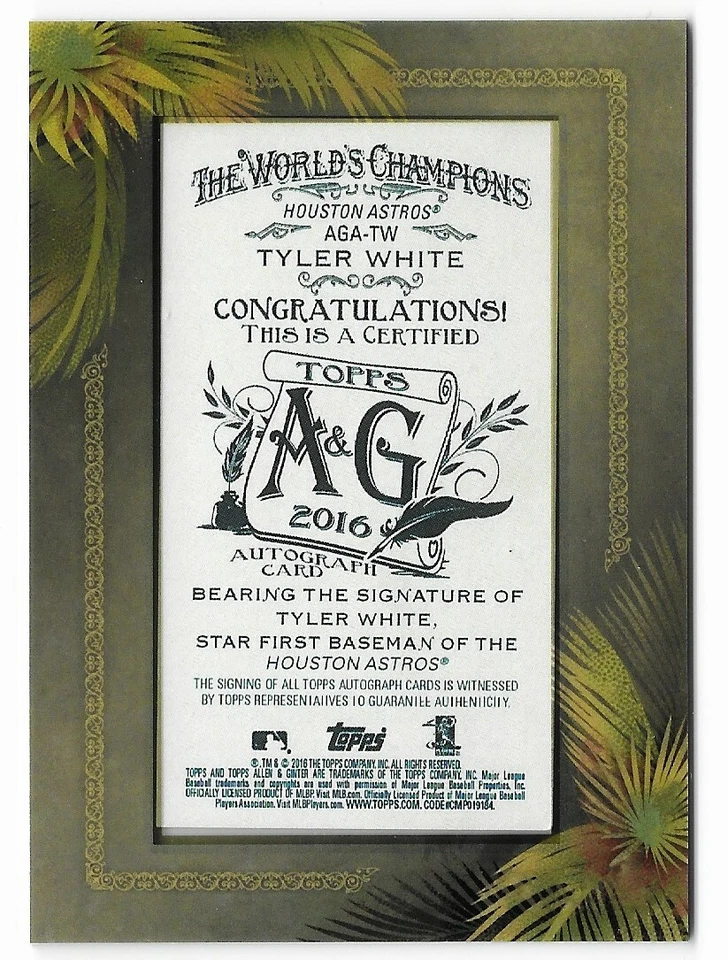 THE WORLD'S CHAMPIONS
HOUSTON ASTROS®
AGA-TW
TYLER WHITE
CONGRATULATIONS!
THIS IS A CERTIFIED
TOPPS
A&G
2016
AUTOGRAPH
CARD
BEARING THE SIGNATURE OF
TYLER WHITE,
STAR FIRST BASEMAN OF THE
HOUSTON ASTROS®
THE SIGNING OF ALL TOPPS AUTOGRAPH CARDS IS WITNESSED
BY TOPPS REPRESENTATIVES TO GUARANTEE AUTHENTICITY.
topps
®, TM & © 2016 THE TOPPS COMPANY, INC. ALL RIGHTS RESERVED.
TOPPS AND TOPPS ALLEN & GINTER ARE TRADEMARKS OF THE TOPPS COMPANY, INC. Major League
Baseball trademarks and copyrights are used with permission of Major League Baseball Properties, Inc.
OFFICIALLY LICENSED PRODUCT OF MLBP. Visit MLB.com. Officially Licensed Product of Major League Baseball
Players Association. Visit MLBPlayers.com. WWW.TOPPS.COM. CODE#CMP019184.